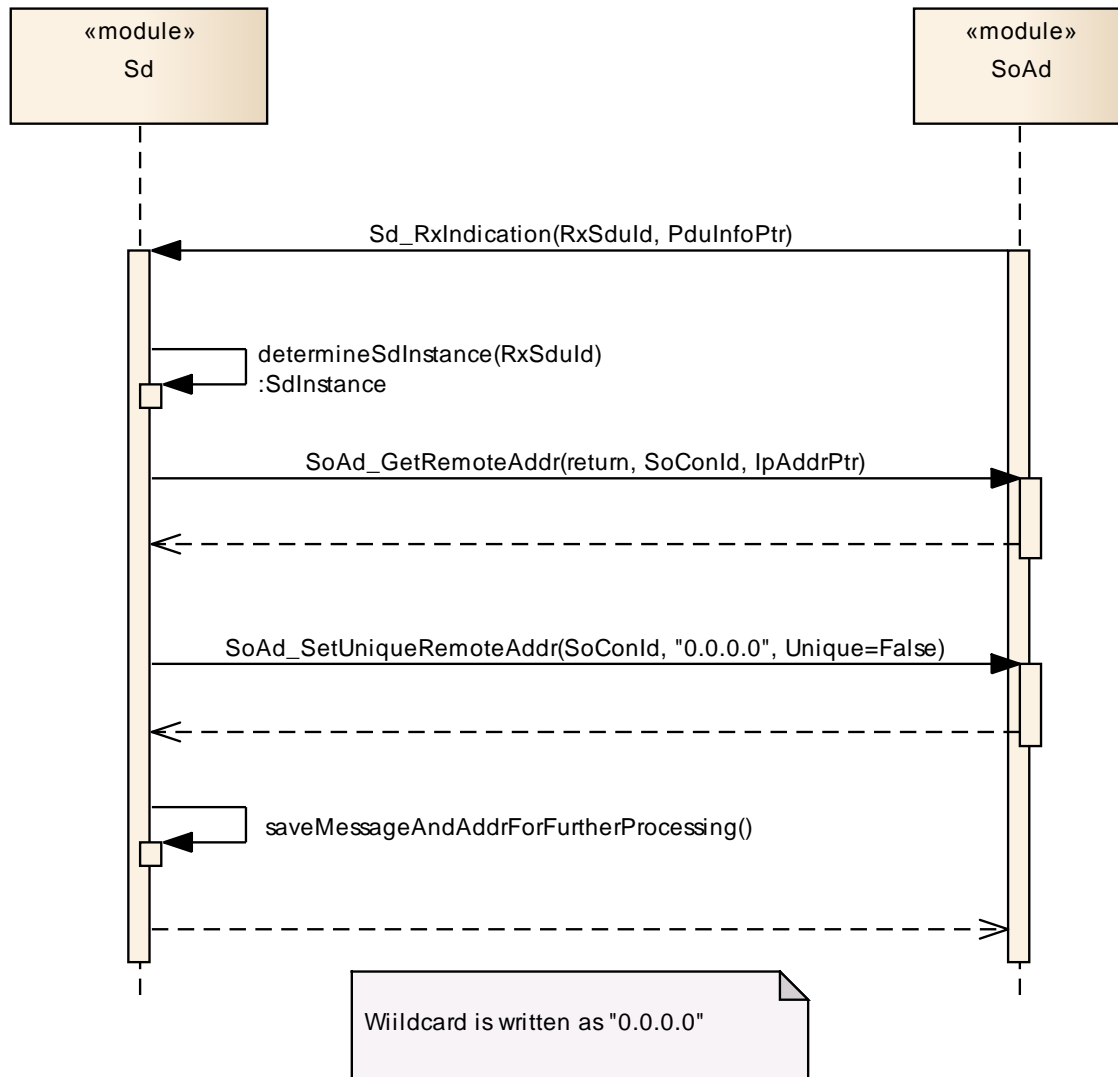 «module»
Sd
«module»
SoAd
Sd_RxIndication(RxSduId, PduInfoPtr)
determineSdInstance(RxSduId)
:SdInstance
SoAd_GetRemoteAddr(return, SoConId, IpAddrPtr)
SoAd_SetUniqueRemoteAddr(SoConId, "0.0.0.0", Unique=False)
saveMessageAndAddrForFurtherProcessing()
Wiildcard is written as "0.0.0.0"